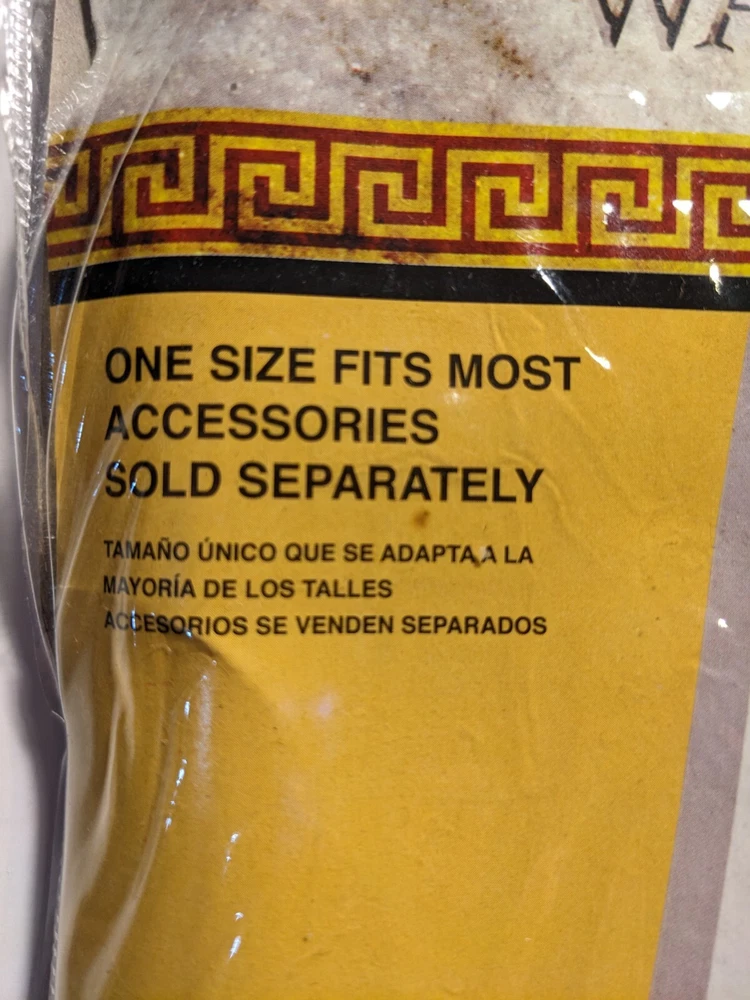 ONE SIZE FITS MOST
ACCESSORIES
SOLD SEPARATELY
TAMAÑO ÚNICO QUE SE ADAPTA A LA
MAYORÍA DE LOS TALLES
ACCESORIOS SE VENDEN SEPARADOS